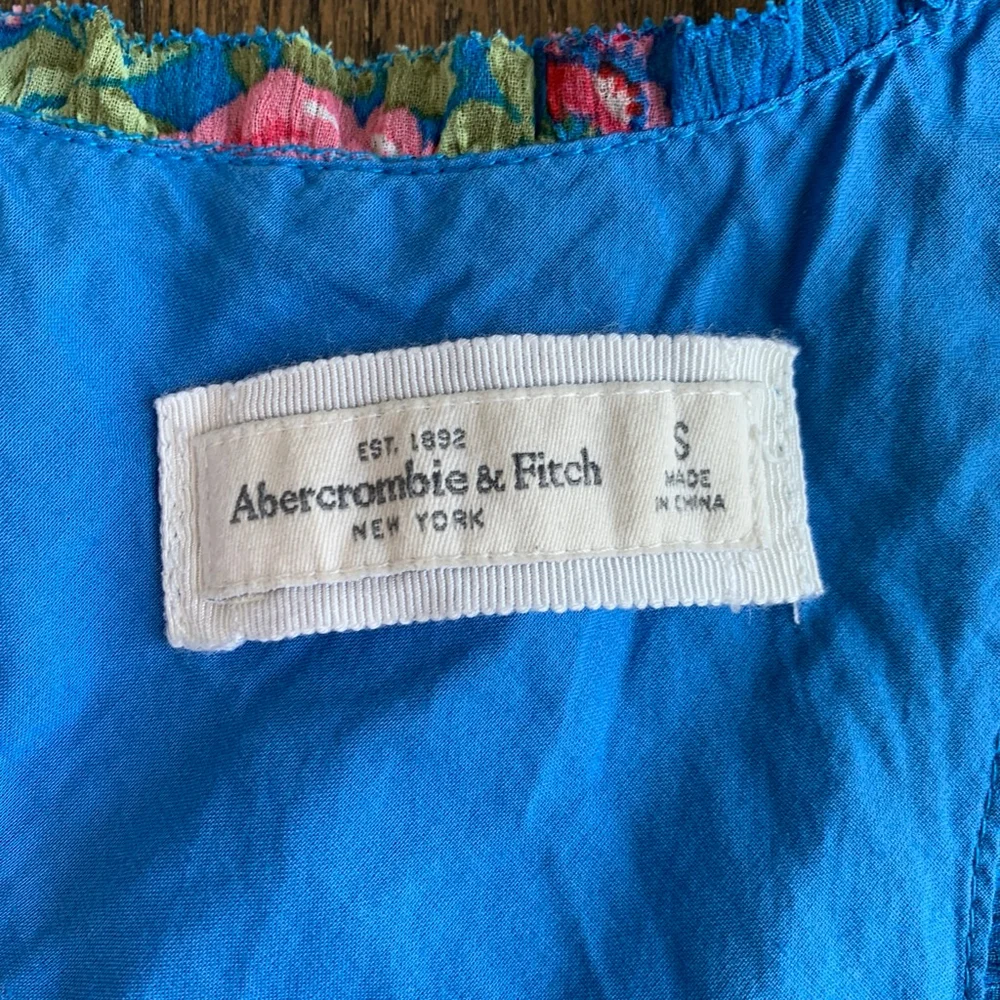 EST. 1892
Abercrombie & Fitch
NEW YORK
S
MADE
IN CHINA